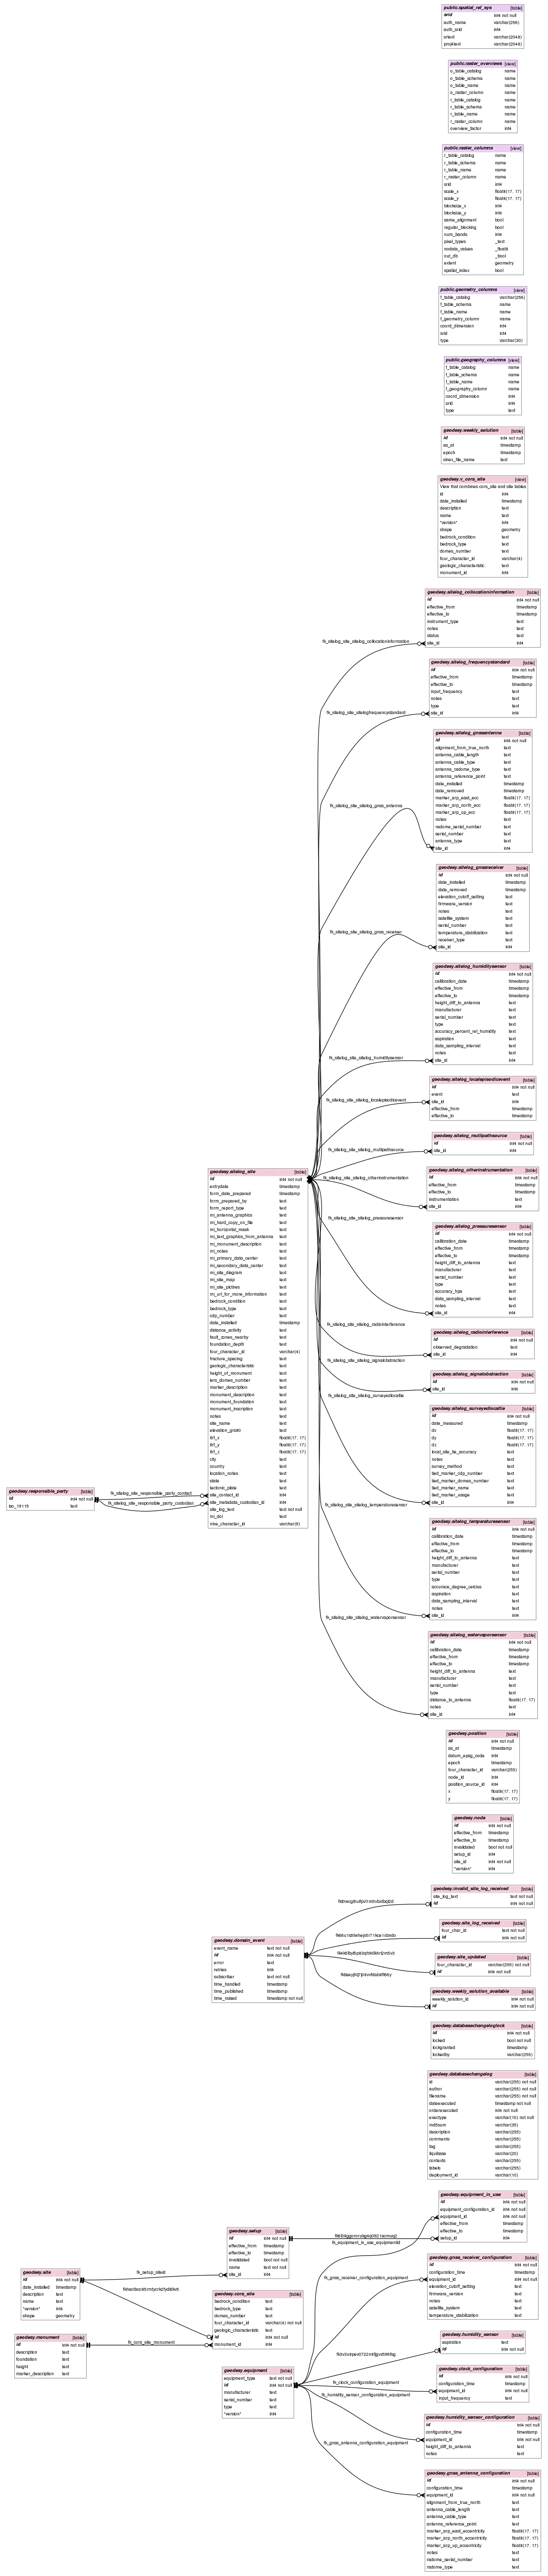 public.spatial_ref_sys [table]
srid int4 not null
auth_name varchar(256)
auth_srid int4
srtext varchar(2048)
proj4text varchar(2048)
public.raster_overviews [view]
o_table_catalog name
o_table_schema name
o_table_name name
o_raster_column name
r_table_catalog name
r_table_schema name
r_table_name name
r_raster_column name
overview_factor int4
public.raster_columns [view]
r_table_catalog name
r_table_schema name
r_table_name name
r_raster_column name
srid int4
scale_x float8(17, 17)
scale_y float8(17, 17)
blocksize_x int4
blocksize_y int4
same_alignment bool
regular_blocking bool
num_bands int4
pixel_types _text
nodata_values _float8
out_db _bool
extent geometry
spatial_index bool
public.geometry_columns [view]
f_table_catalog varchar(256)
f_table_schema name
f_table_name name
f_geometry_column name
coord_dimension int4
srid int4
type varchar(30)
public.geography_columns [view]
f_table_catalog name
f_table_schema name
f_table_name name
f_geography_column name
coord_dimension int4
srid int4
type text
geodesy.weekly_solution [table]
id int4 not null
as_at timestamp
epoch timestamp
sinex_file_name text
geodesy.v_cors_site [view]
View that combines cors_site and site tables
id int4
date_installed timestamp
description text
name text
"version" int4
shape geometry
bedrock_condition text
bedrock_type text
domes_number text
four_character_id varchar(4)
geologic_characteristic text
monument_id int4
geodesy.sitelog_collocationinformation [table]
id int4 not null
effective_from timestamp
effective_to timestamp
instrument_type text
notes text
status text
site_id int4
fk_sitelog_site_sitelog_collocationinformation
geodesy.sitelog_frequencystandard [table]
id int4 not null
effective_from timestamp
effective_to timestamp
input_frequency text
notes text
type text
site_id int4
fk_sitelog_site_sitelogfrequencystandard
geodesy.sitelog_gnssantenna [table]
id int4 not null
alignment_from_true_north text
antenna_cable_length text
antenna_cable_type text
antenna_radome_type text
antenna_reference_point text
date_installed timestamp
date_removed timestamp
marker_arp_east_ecc float8(17, 17)
marker_arp_north_ecc float8(17, 17)
marker_arp_up_ecc float8(17, 17)
notes text
radome_serial_number text
serial_number text
antenna_type text
site_id int4
fk_sitelog_site_sitelog_gnss_antenna
geodesy.sitelog_gnssreceiver [table]
id int4 not null
date_installed timestamp
date_removed timestamp
elevation_cutoff_setting text
firmware_version text
notes text
satellite_system text
serial_number text
temperature_stabilization text
receiver_type text
site_id int4
fk_sitelog_site_sitelog_gnss_receiver
geodesy.sitelog_humiditysensor [table]
id int4 not null
calibration_date timestamp
effective_from timestamp
effective_to timestamp
height_diff_to_antenna text
manufacturer text
serial_number text
type text
accuracy_percent_rel_humidity text
aspiration text
data_sampling_interval text
notes text
site_id int4
fk_sitelog_site_sitelog_humiditysensor
geodesy.sitelog_localepisodicevent [table]
id int4 not null
event text
site_id int4
effective_from timestamp
effective_to timestamp
fk_sitelog_site_sitelog_localepisodicevent
geodesy.sitelog_multipathsource [table]
id int4 not null
site_id int4
fk_sitelog_site_sitelog_multipathsource
geodesy.sitelog_otherinstrumentation [table]
id int4 not null
effective_from timestamp
effective_to timestamp
instrumentation text
site_id int4
fk_sitelog_site_sitelog_otherinstrumentation
geodesy.sitelog_pressuresensor [table]
id int4 not null
calibration_date timestamp
effective_from timestamp
effective_to timestamp
height_diff_to_antenna text
manufacturer text
serial_number text
type text
accuracy_hpa text
data_sampling_interval text
notes text
site_id int4
fk_sitelog_site_sitelog_pressuresensor
geodesy.sitelog_radiointerference [table]
id int4 not null
observed_degradation text
site_id int4
fk_sitelog_site_sitelog_radiointerference
geodesy.sitelog_signalobstraction [table]
id int4 not null
site_id int4
fk_sitelog_site_sitelog_signalobstraction
geodesy.sitelog_surveyedlocaltie [table]
id int4 not null
date_measured timestamp
dx float8(17, 17)
dy float8(17, 17)
dz float8(17, 17)
local_site_tie_accuracy text
notes text
survey_method text
tied_marker_cdp_number text
tied_marker_domes_number text
tied_marker_name text
tied_marker_usage text
site_id int4
fk_sitelog_site_sitelog_surveyedlocaltie
geodesy.sitelog_temperaturesensor [table]
id int4 not null
calibration_date timestamp
effective_from timestamp
effective_to timestamp
height_diff_to_antenna text
manufacturer text
serial_number text
type text
accurace_degree_celcius text
aspiration text
data_sampling_interval text
notes text
site_id int4
fk_sitelog_site_sitelog_temperaturesensor
geodesy.sitelog_watervaporsensor [table]
id int4 not null
calibration_date timestamp
effective_from timestamp
effective_to timestamp
height_diff_to_antenna text
manufacturer text
serial_number text
type text
distance_to_antenna float8(17, 17)
notes text
site_id int4
fk_sitelog_site_sitelog_watervaporsensor
geodesy.sitelog_site [table]
id int4 not null
entrydate timestamp
form_date_prepared timestamp
form_prepared_by text
form_report_type text
mi_antenna_graphics text
mi_hard_copy_on_file text
mi_horizontal_mask text
mi_text_graphics_from_antenna text
mi_monument_description text
mi_notes text
mi_primary_data_center text
mi_secondary_data_center text
mi_site_diagram text
mi_site_map text
mi_site_pictires text
mi_url_for_more_information text
bedrock_condition text
bedrock_type text
cdp_number text
date_installed timestamp
distance_activity text
fault_zones_nearby text
foundation_depth text
four_character_id varchar(4)
fracture_spacing text
geologic_characteristic text
height_of_monument text
iers_domes_number text
marker_description text
monument_description text
monument_foundation text
monument_inscription text
notes text
site_name text
elevation_grs80 text
itrf_x float8(17, 17)
itrf_y float8(17, 17)
itrf_z float8(17, 17)
city text
country text
location_notes text
state text
tectonic_plate text
site_contact_id int4
site_metadata_custodian_id int4
site_log_text text not null
mi_doi text
nine_character_id varchar(9)
geodesy.responsible_party [table]
id int4 not null
iso_19115 text
fk_sitelog_site_responsible_party_contact
fk_sitelog_site_responsible_party_custodian
geodesy.position [table]
id int4 not null
as_at timestamp
datum_epsg_code int4
epoch timestamp
four_character_id varchar(255)
node_id int4
position_source_id int4
x float8(17, 17)
y float8(17, 17)
geodesy.node [table]
id int4 not null
effective_from timestamp
effective_to timestamp
invalidated bool not null
setup_id int4
site_id int4 not null
"version" int4
geodesy.invalid_site_log_received [table]
site_log_text text not null
id int4 not null
geodesy.site_log_received [table]
four_char_id text not null
id int4 not null
geodesy.site_updated [table]
four_character_id varchar(255) not null
id int4 not null
geodesy.weekly_solution_available [table]
weekly_solution_id int4 not null
id int4 not null
geodesy.domain_event [table]
event_name text not null
id int4 not null
error text
retries int4
subscriber text not null
time_handled timestamp
time_published timestamp
time_raised timestamp not null
geodesy.databasechangeloglock [table]
id int4 not null
locked bool not null
lockgranted timestamp
lockedby varchar(255)
geodesy.databasechangelog [table]
id varchar(255) not null
author varchar(255) not null
filename varchar(255) not null
dateexecuted timestamp not null
orderexecuted int4 not null
exectype varchar(10) not null
md5sum varchar(35)
description varchar(255)
comments varchar(255)
tag varchar(255)
liquibase varchar(20)
contexts varchar(255)
labels varchar(255)
deployment_id varchar(10)
geodesy.equipment_in_use [table]
id int4 not null
equipment_configuration_id int4 not null
equipment_id int4 not null
effective_from timestamp
effective_to timestamp
setup_id int4
fk_equipment_in_use_equipmentid
geodesy.setup [table]
id int4 not null
effective_from timestamp
effective_to timestamp
invalidated bool not null
name text not null
site_id int4
fk_setup_siteid
geodesy.site [table]
id int4 not null
date_installed timestamp
description text
name text
"version" int4
shape geometry
geodesy.cors_site [table]
bedrock_condition text
bedrock_type text
domes_number text
four_character_id varchar(4) not null
geologic_characteristic text
id int4 not null
monument_id int4
geodesy.monument [table]
id int4 not null
description text
foundation text
height text
marker_description text
fk_cors_site_monument
geodesy.equipment [table]
equipment_type text not null
id int4 not null
manufacturer text
serial_number text
type text
"version" int4
geodesy.gnss_receiver_configuration [table]
id int4 not null
configuration_time timestamp
equipment_id int4 not null
elevation_cutoff_setting text
firmware_version text
notes text
satellite_system text
temperature_stabilization text
fk_gnss_receiver_configuration_equipment
geodesy.humidity_sensor [table]
aspiration text
id int4 not null
geodesy.clock_configuration [table]
id int4 not null
configuration_time timestamp
equipment_id int4 not null
input_frequency text
fk_clock_configuration_equipment
fk_humidity_sensor_configuration_equipment
geodesy.humidity_sensor_configuration [table]
id int4 not null
configuration_time timestamp
equipment_id int4 not null
height_diff_to_antenna text
notes text
fk_gnss_antenna_configuration_equipment
geodesy.gnss_antenna_configuration [table]
id int4 not null
configuration_time timestamp
equipment_id int4 not null
alignment_from_true_north text
antenna_cable_length text
antenna_cable_type text
antenna_reference_point text
marker_arp_east_eccentricity float8(17, 17)
marker_arp_north_eccentricity float8(17, 17)
marker_arp_up_eccentricity float8(17, 17)
notes text
radome_serial_number text
radome_type text